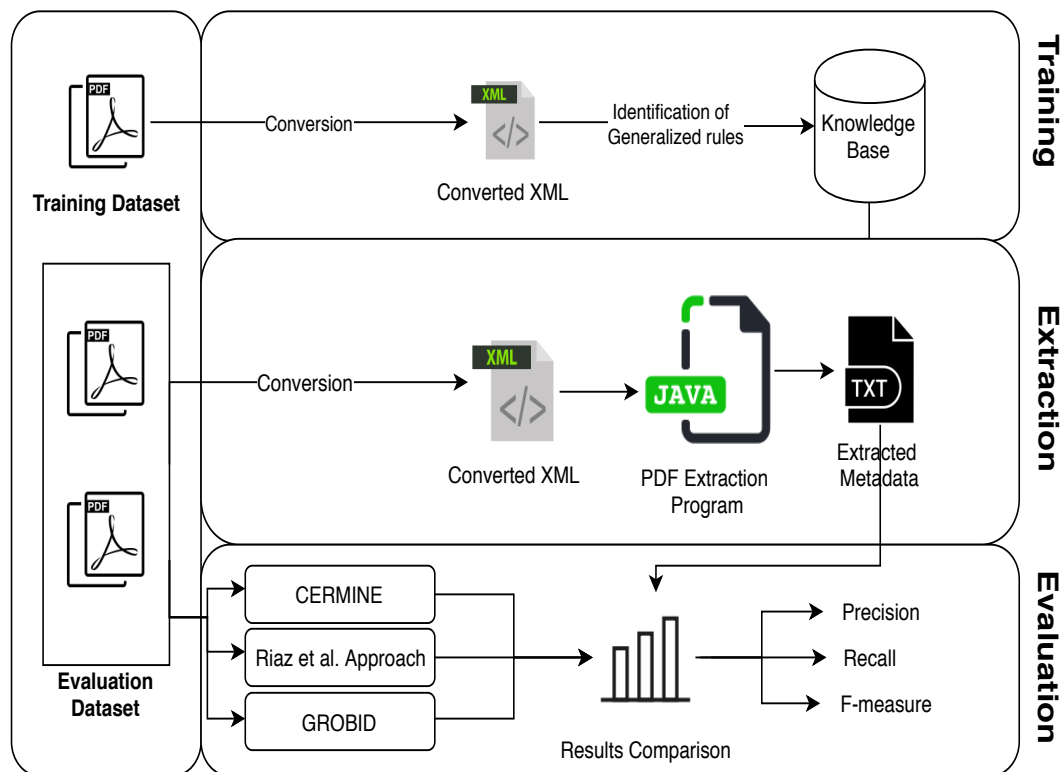 PDF
Training Dataset
Conversion
XML
</>
Converted XML
Identification of
Generalized rules
Knowledge
Base
Training
PDF
Conversion
XML
</>
Converted XML
JAVA
PDF Extraction
Program
TXT
Extracted
Metadata
Extraction
PDF
Evaluation
Dataset
CERMINE
Riaz et al. Approach
GROBID
Results Comparison
Precision
Recall
F-measure
Evaluation